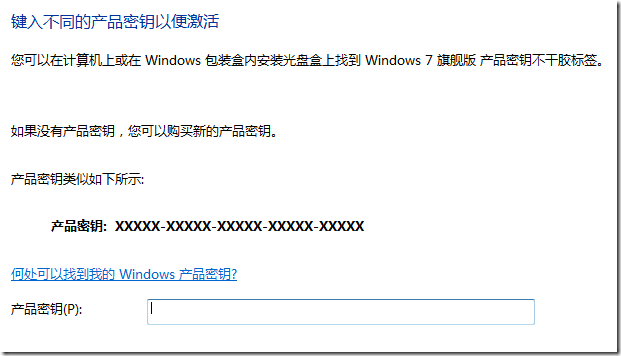 键入不同的产品密钥以便激活
您可以在计算机上或在 Windows 包装盒内安装光盘盒上找到 Windows 7 旗舰版 产品密钥不干胶标签。
如果没有产品密钥，您可以购买新的产品密钥。
产品密钥类似如下所示:
产品密钥: XXXXX-XXXXX-XXXXX-XXXXX-XXXXX
何处可以找到我的 Windows 产品密钥?
产品密钥(P):